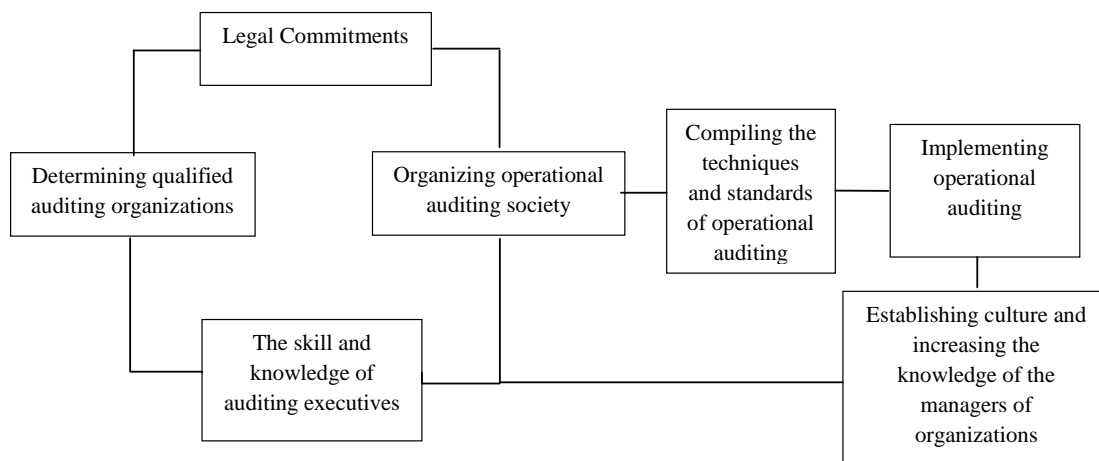 Legal Commitments
Determining qualified
auditing organizations
Organizing operational
auditing society
Compiling the
techniques
and standards
of operational
auditing
Implementing
operational
auditing
The skill and
knowledge of
auditing executives
Establishing culture and
increasing the
knowledge of the
managers of
organizations